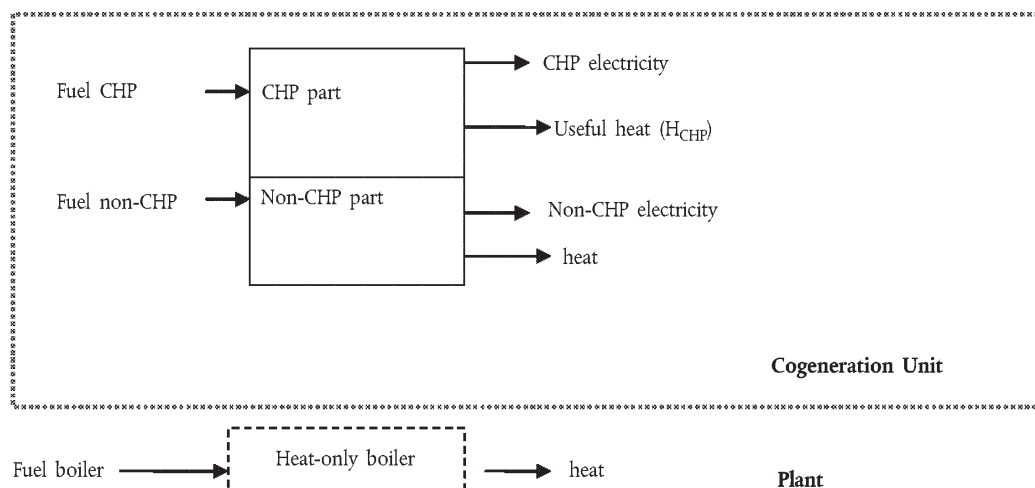 CHP electricity
Fuel CHP
CHP part
Useful heat (HCHP)
Fuel non-CHP
Non-CHP part
Non-CHP electricity
heat
Cogeneration Unit
Fuel boiler
Heat-only boiler
heat
Plant